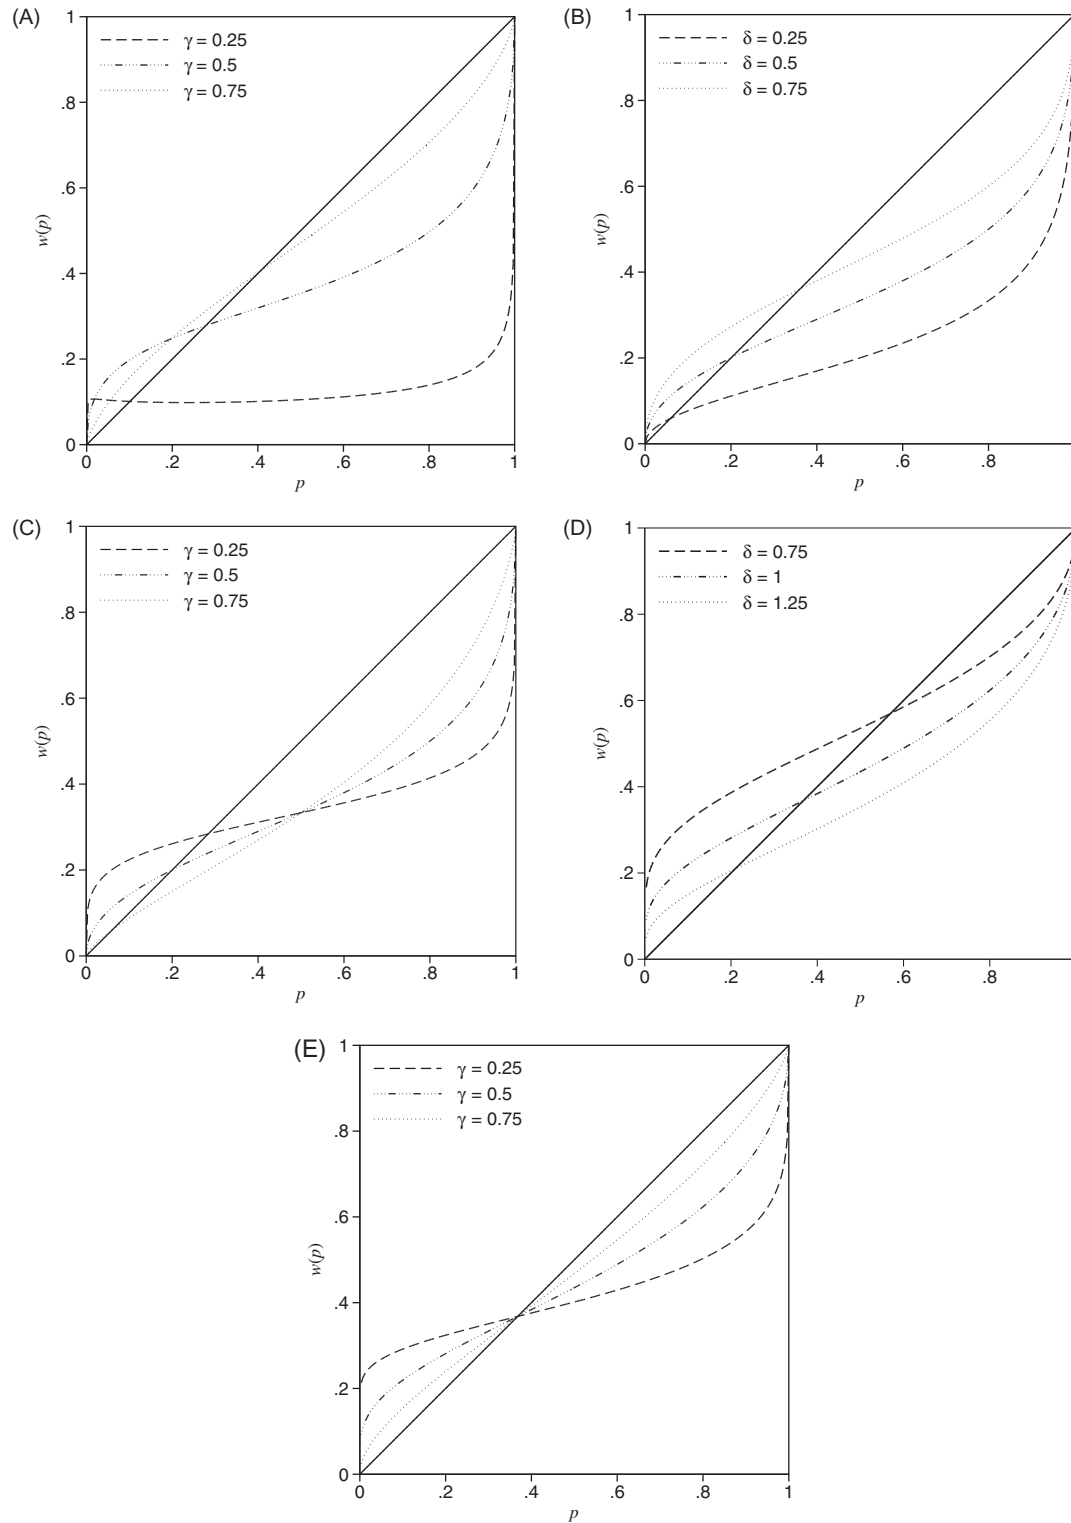 (A)
γ = 0.25
γ = 0.5
γ = 0.75
1
.8
.6
.4
.2
0
w(p)
0 .2 .4 .6 .8 1
p
(B)
δ = 0.25
δ = 0.5
δ = 0.75
1
.8
.6
.4
.2
0
w(p)
0 .2 .4 .6 .8
p
(C)
γ = 0.25
γ = 0.5
γ = 0.75
1
.8
.6
.4
.2
0
w(p)
0 .2 .4 .6 .8 1
p
(D)
δ = 0.75
δ = 1
δ = 1.25
1
.8
.6
.4
.2
0
w(p)
0 .2 .4 .6 .8
p
(E)
γ = 0.25
γ = 0.5
γ = 0.75
1
.8
.6
.4
.2
0
w(p)
0 .2 .4 .6 .8 1
p